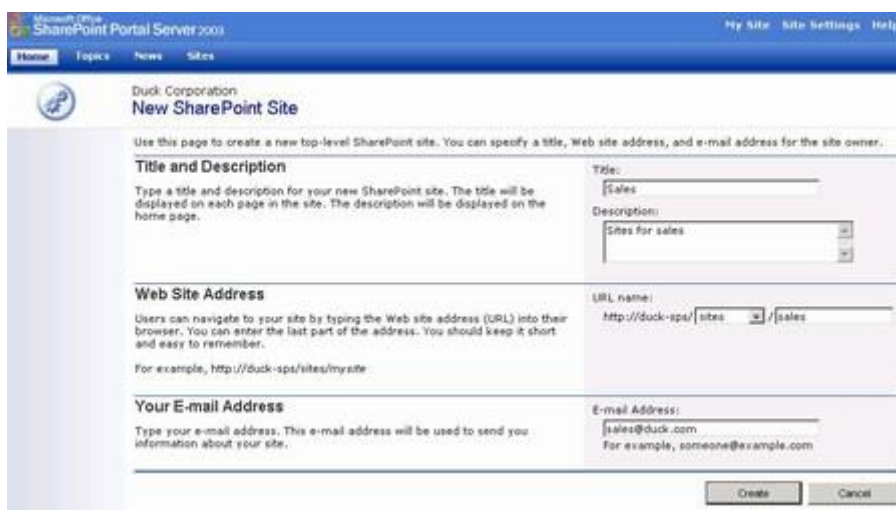 Microsoft Office
SharePoint Portal Server 2003
My Site Site Settings Help
Home Topics News Sites
Duck Corporation
New SharePoint Site
Use this page to create a new top-level SharePoint site. You can specify a title, Web site address, and e-mail address for the site owner.
Title and Description
Type a title and description for your new SharePoint site. The title will be
displayed on each page in the site. The description will be displayed on the
home page.
Title:
Sales
Description:
Sites for sales
Web Site Address
Users can navigate to your site by typing the Web site address (URL) into their
browser. You can enter the last part of the address. You should keep it short
and easy to remember.
For example, http://duck-sps/sites/mysite
URL name:
http://duck-sps/ sites / sales
Your E-mail Address
Type your e-mail address. This e-mail address will be used to send you
information about your site.
E-mail Address:
sales@duck.com
For example, someone@example.com
Create Cancel